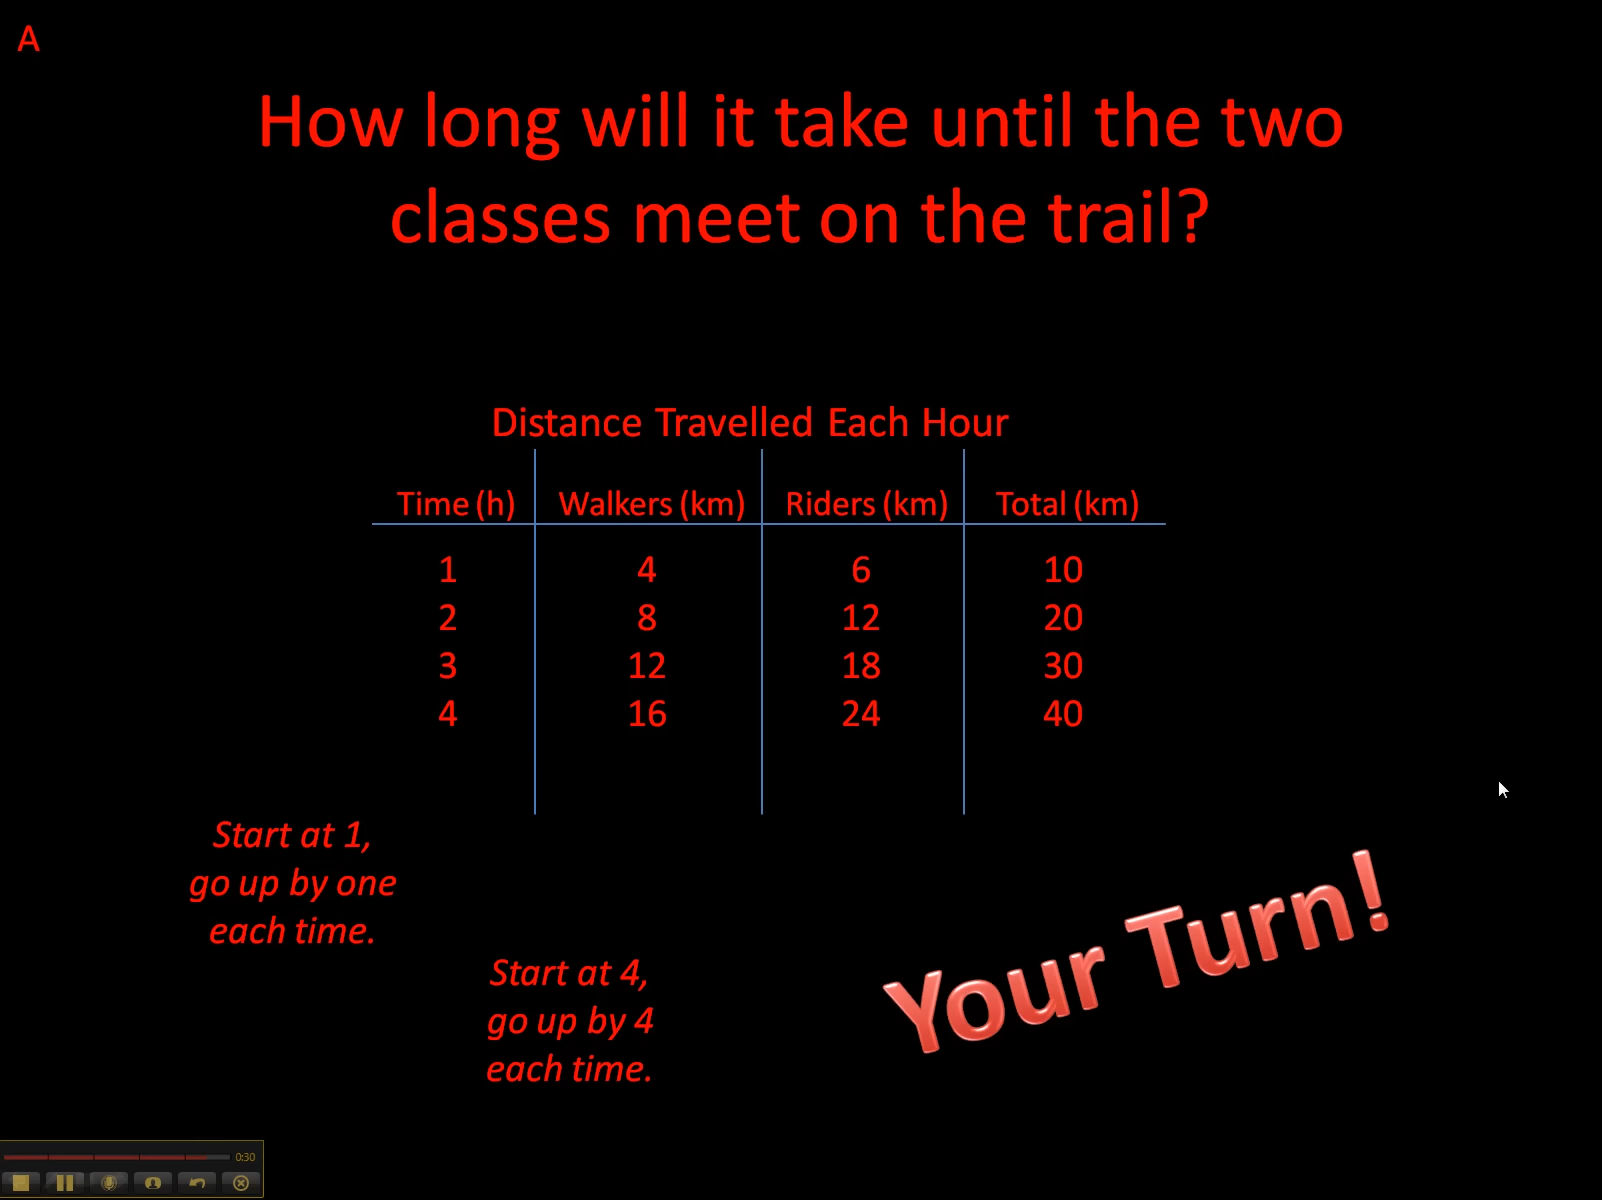 A
How long will it take until the two
classes meet on the trail?
Distance Travelled Each Hour
Time (h) Walkers (km) Riders (km) Total (km)
1 4 6 10
2 8 12 20
3 12 18 30
4 16 24 40
Start at 1,
go up by one
each time.
Start at 4,
go up by 4
each time.
Your Turn!
0:30